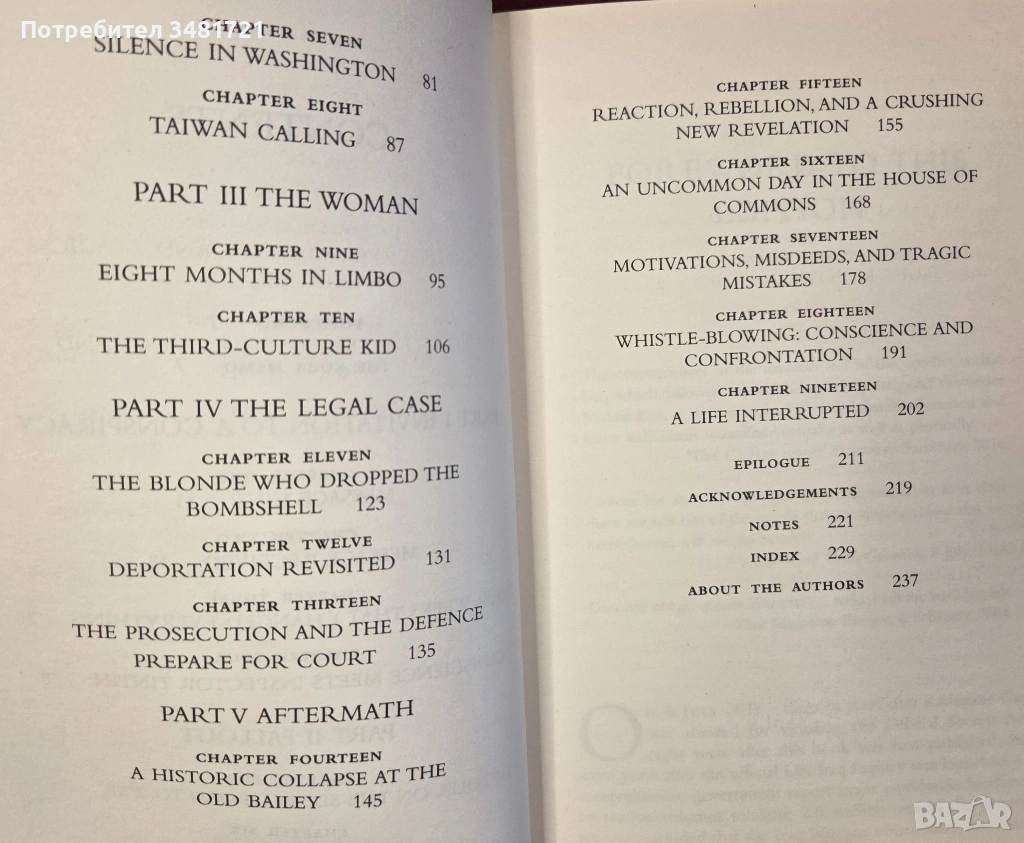 Потребител 3481721
CHAPTER SEVEN
SILENCE IN WASHINGTON 81
CHAPTER EIGHT
TAIWAN CALLING 87
PART III THE WOMAN
CHAPTER NINE
EIGHT MONTHS IN LIMBO 95
CHAPTER TEN
THE THIRD-CULTURE KID 106
PART IV THE LEGAL CASE
CHAPTER ELEVEN
THE BLONDE WHO DROPPED THE
BOMBSHELL 123
CHAPTER TWELVE
DEPORTATION REVISITED 131
CHAPTER THIRTEEN
THE PROSECUTION AND THE DEFENCE
PREPARE FOR COURT 135
PART V AFTERMATH
CHAPTER FOURTEEN
A HISTORIC COLLAPSE AT THE
OLD BAILEY 145
CHAPTER FIFTEEN
REACTION, REBELLION, AND A CRUSHING
NEW REVELATION 155
CHAPTER SIXTEEN
AN UNCOMMON DAY IN THE HOUSE OF
COMMONS 168
CHAPTER SEVENTEEN
MOTIVATIONS, MISDEEDS, AND TRAGIC
MISTAKES 178
CHAPTER EIGHTEEN
WHISTLE-BLOWING: CONSCIENCE AND
CONFRONTATION 191
CHAPTER NINETEEN
A LIFE INTERRUPTED 202
EPILOGUE 211
ACKNOWLEDGEMENTS 219
NOTES 221
INDEX 229
ABOUT THE AUTHORS 237
BAZAR